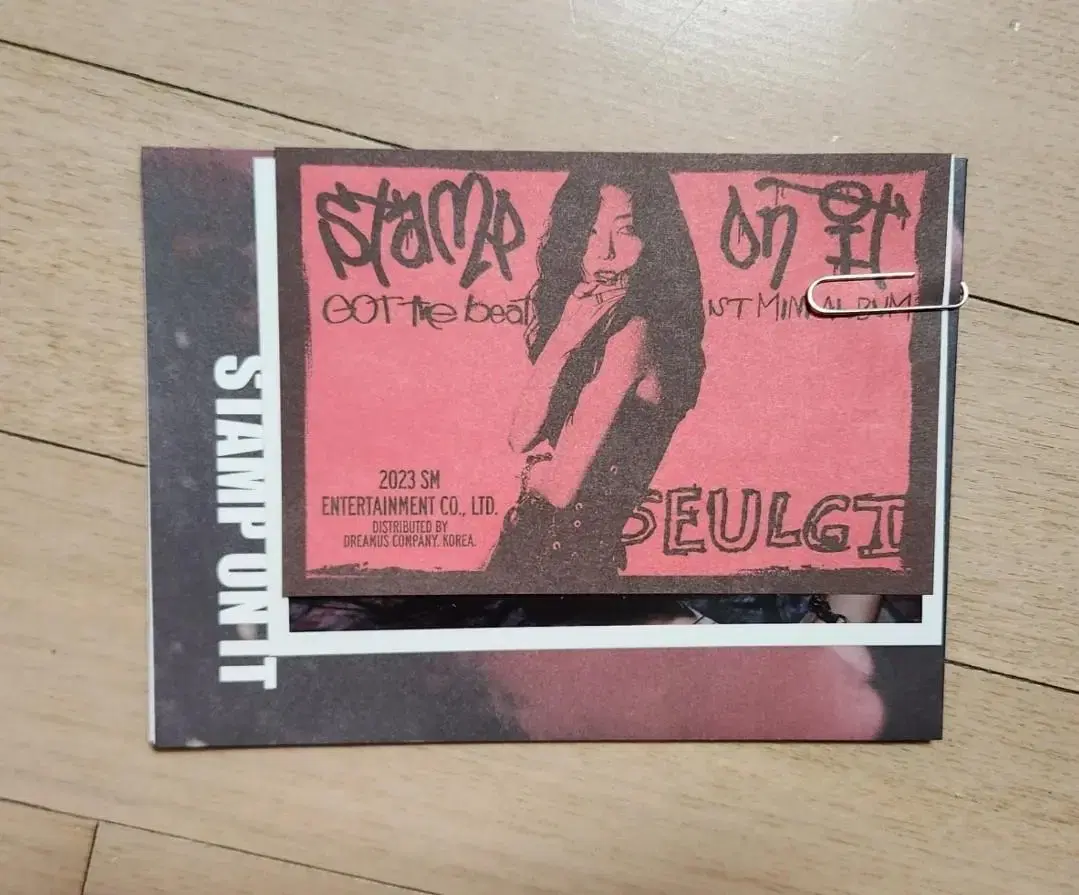 Stamp on it
GOT the beat 1ST MINI ALBUM
2023 SM
ENTERTAINMENT CO., LTD.
DISTRIBUTED BY
DREAMUS COMPANY. KOREA.
SEULGI
STAMP ON IT